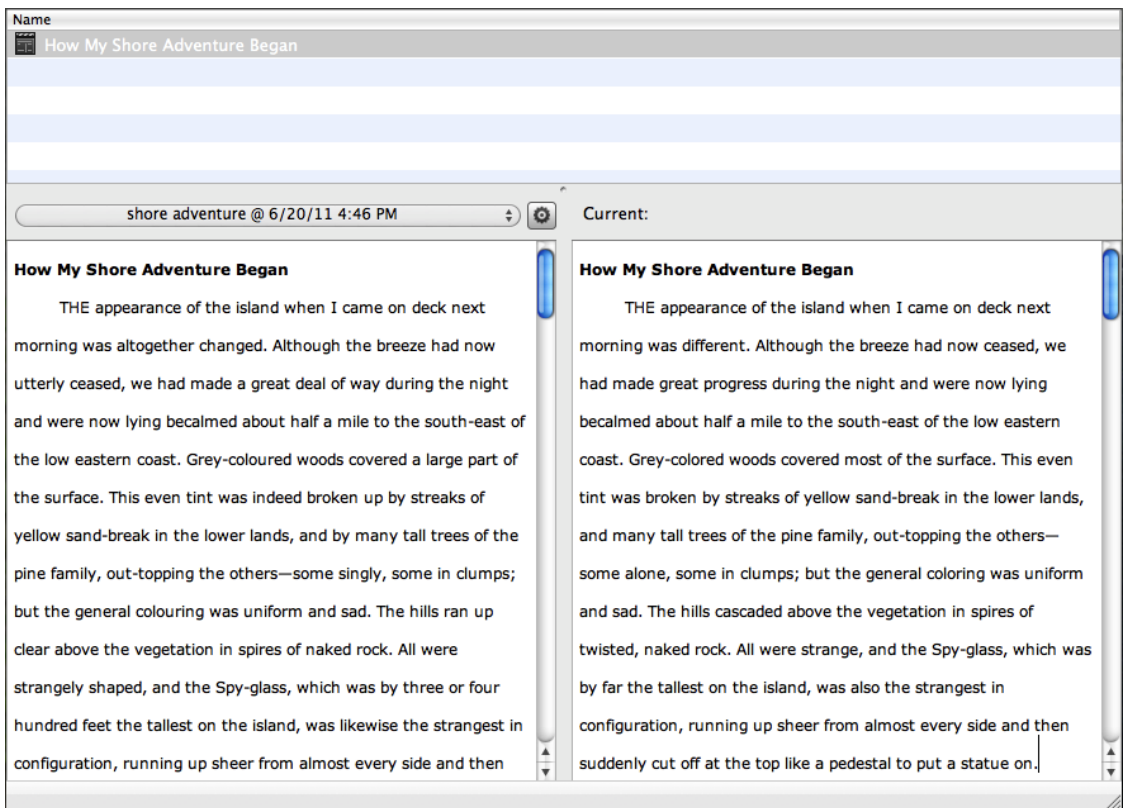 Name
How My Shore Adventure Began
shore adventure @ 6/20/11 4:46 PM
Current:
How My Shore Adventure Began
THE appearance of the island when I came on deck next
morning was altogether changed. Although the breeze had now
utterly ceased, we had made a great deal of way during the night
and were now lying becalmed about half a mile to the south-east of
the low eastern coast. Grey-coloured woods covered a large part of
the surface. This even tint was indeed broken up by streaks of
yellow sand-break in the lower lands, and by many tall trees of the
pine family, out-topping the others—some singly, some in clumps;
but the general colouring was uniform and sad. The hills ran up
clear above the vegetation in spires of naked rock. All were
strangely shaped, and the Spy-glass, which was by three or four
hundred feet the tallest on the island, was likewise the strangest in
configuration, running up sheer from almost every side and then
How My Shore Adventure Began
THE appearance of the island when I came on deck next
morning was different. Although the breeze had now ceased, we
had made great progress during the night and were now lying
becalmed about half a mile to the south-east of the low eastern
coast. Grey-colored woods covered most of the surface. This even
tint was broken by streaks of yellow sand-break in the lower lands,
and many tall trees of the pine family, out-topping the others—
some alone, some in clumps; but the general coloring was uniform
and sad. The hills cascaded above the vegetation in spires of
twisted, naked rock. All were strange, and the Spy-glass, which was
by far the tallest on the island, was also the strangest in
configuration, running up sheer from almost every side and then
suddenly cut off at the top like a pedestal to put a statue on.